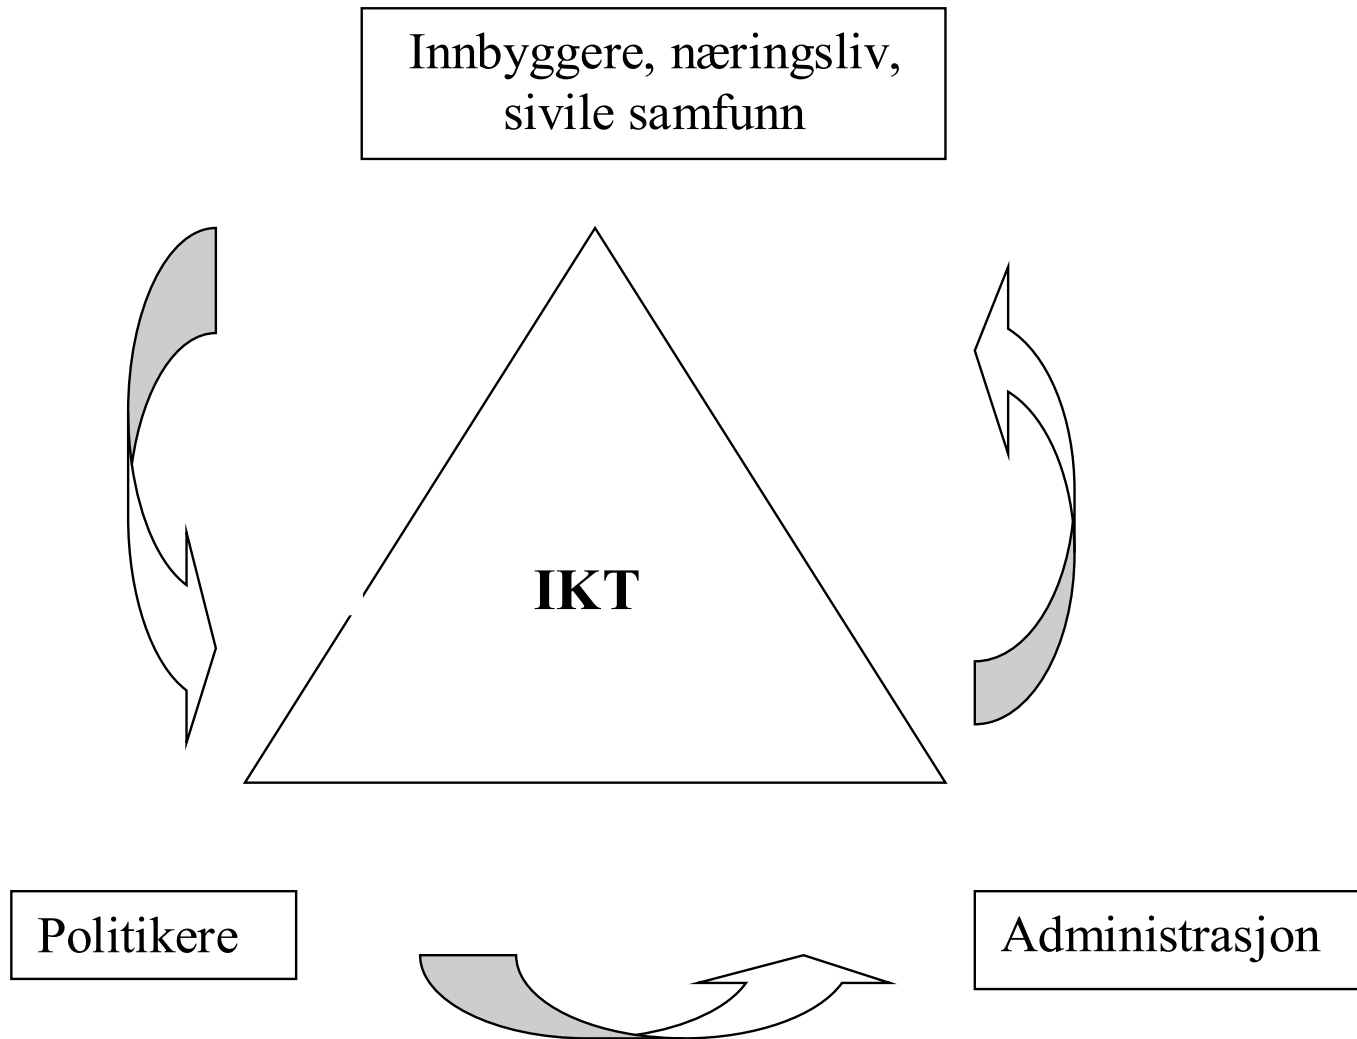 Innbyggere, næringsliv,
sivile samfunn
IKT
Politikere
Administrasjon